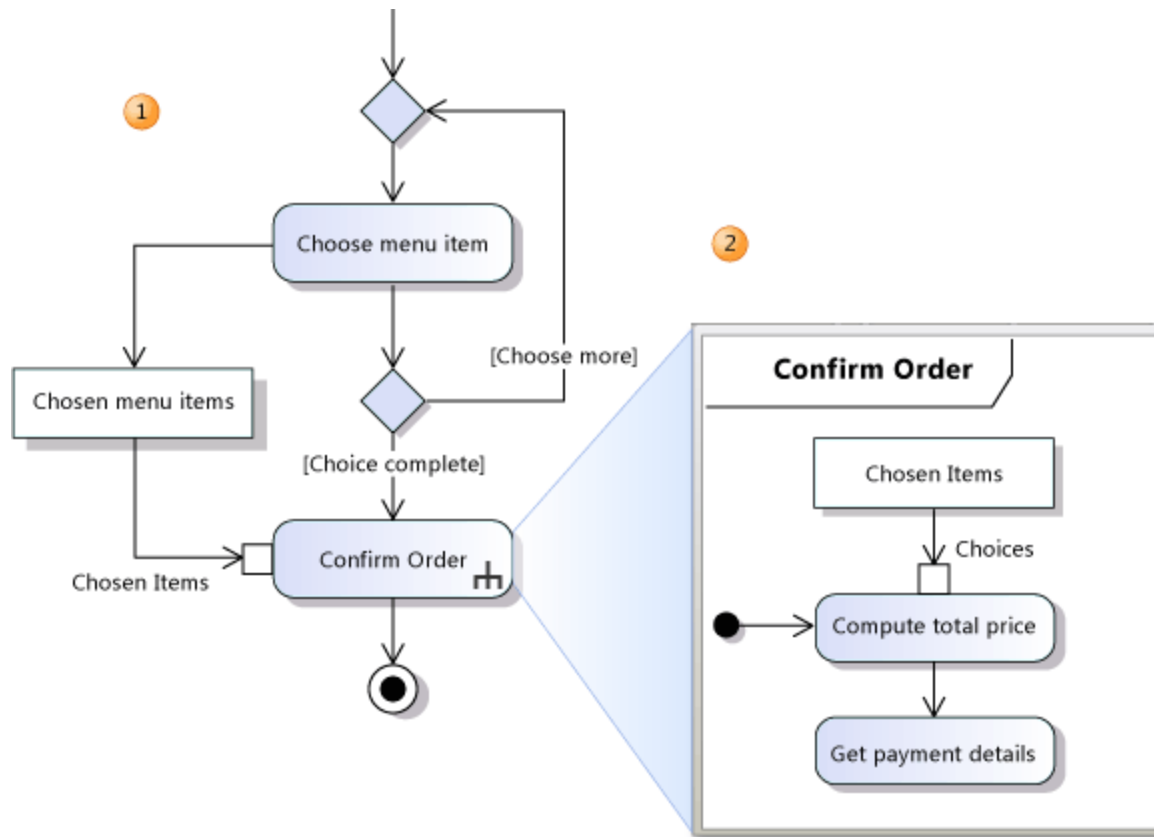 1
Choose menu item
2
[Choose more]
Confirm Order
Chosen menu items
[Choice complete]
Chosen Items
Choices
Confirm Order
Chosen Items
Compute total price
Get payment details